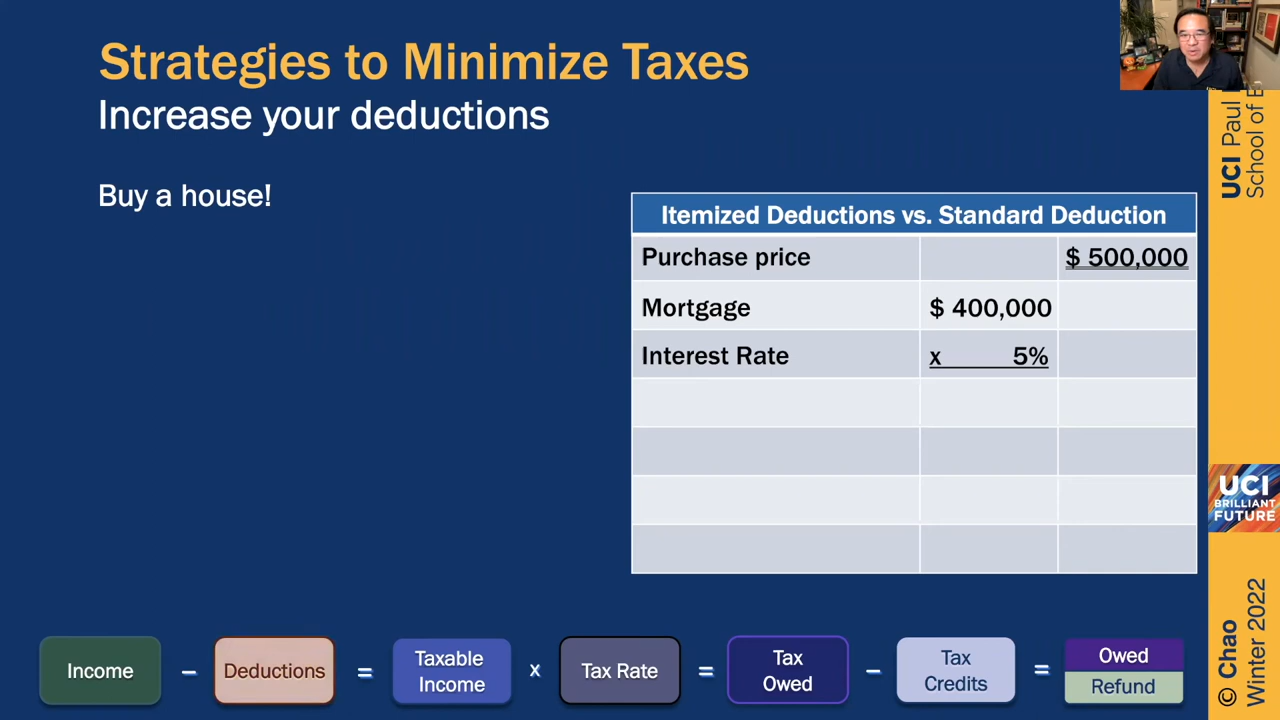 Strategies to Minimize Taxes
Increase your deductions
Buy a house!
Itemized Deductions vs. Standard Deduction
Purchase price $ 500,000
Mortgage $ 400,000
Interest Rate x 5%
Income – Deductions = Taxable Income x Tax Rate = Tax Owed – Tax Credits = Owed Refund
UCI Paul
School of
UCI
BRILLIANT
FUTURE
© Chao
Winter 2022